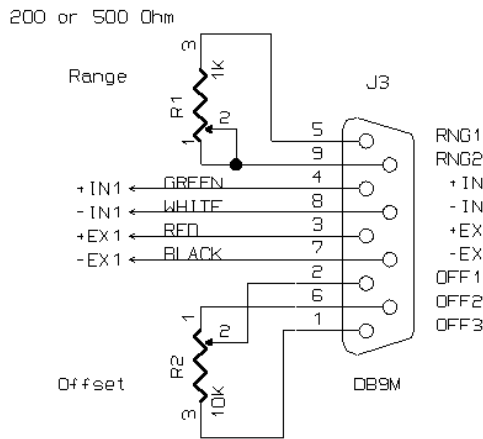 200 or 500 Ohm
3
Range
1K
J3
R1
2
1
5 RNG1
9 RNG2
+IN1 GREEN 4 +IN
-IN1 WHITE 8 -IN
+EX1 RED 3 +EX
-EX1 BLACK 7 -EX
2 OFF1
6 OFF2
1 OFF3
1
2
R2
Offset
10K
3
DB9M